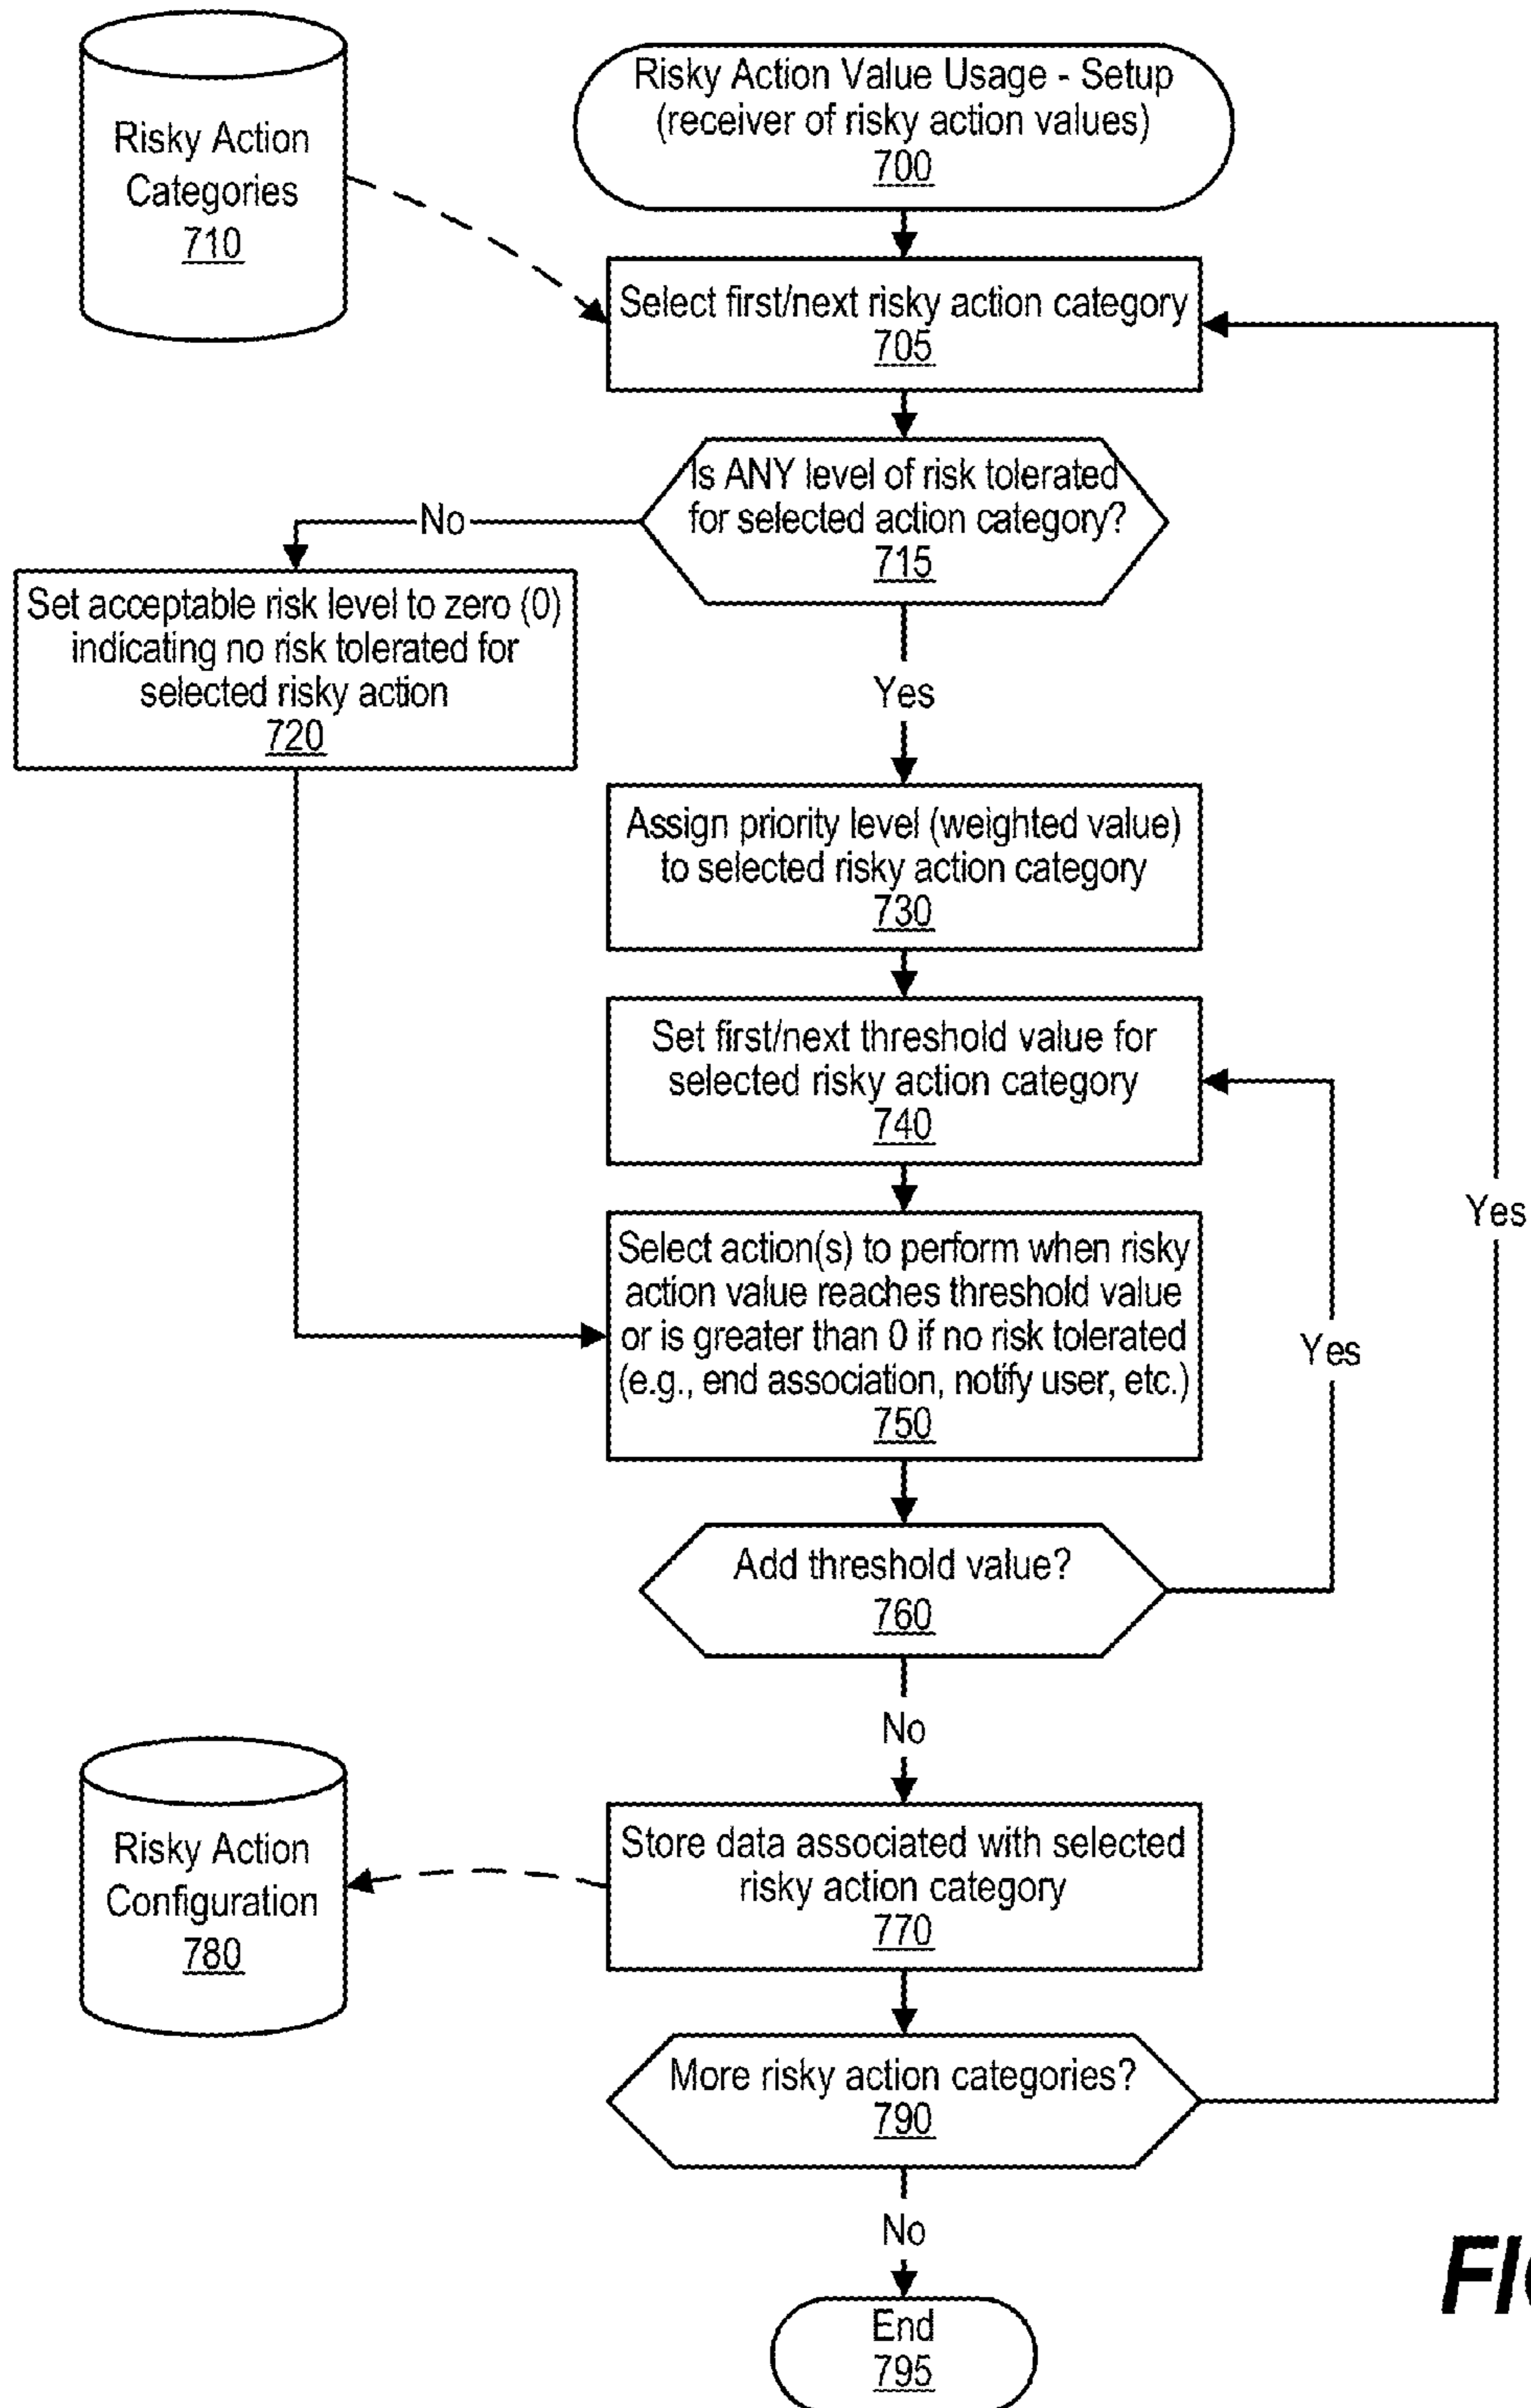 Risky Action
Categories
710
Risky Action Value Usage - Setup
(receiver of risky action values)
700
Select first/next risky action category
705
Is ANY level of risk tolerated
for selected action category?
715
No
Set acceptable risk level to zero (0)
indicating no risk tolerated for
selected risky action
720
Yes
Assign priority level (weighted value)
to selected risky action category
730
Set first/next threshold value for
selected risky action category
740
Select action(s) to perform when risky
action value reaches threshold value
or is greater than 0 if no risk tolerated
(e.g., end association, notify user, etc.)
750
Yes
Yes
Add threshold value?
760
No
Risky Action
Configuration
780
Store data associated with selected
risky action category
770
More risky action categories?
790
No
End
795